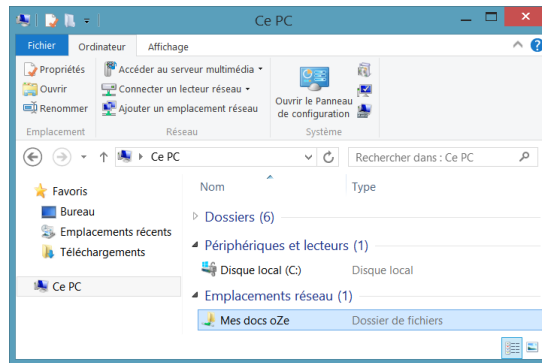 Ce PC
Fichier Ordinateur Affichage
Propriétés
Ouvrir
Renommer
Emplacement
Accéder au serveur multimédia
Connecter un lecteur réseau
Ajouter un emplacement réseau
Réseau
Ouvrir le Panneau
de configuration
Système
Ce PC
Rechercher dans : Ce PC
Favoris
Bureau
Emplacements récents
Téléchargements
Ce PC
Nom Type
Dossiers (6)
Périphériques et lecteurs (1)
Disque local (C:) Disque local
Emplacements réseau (1)
Mes docs oZe Dossier de fichiers